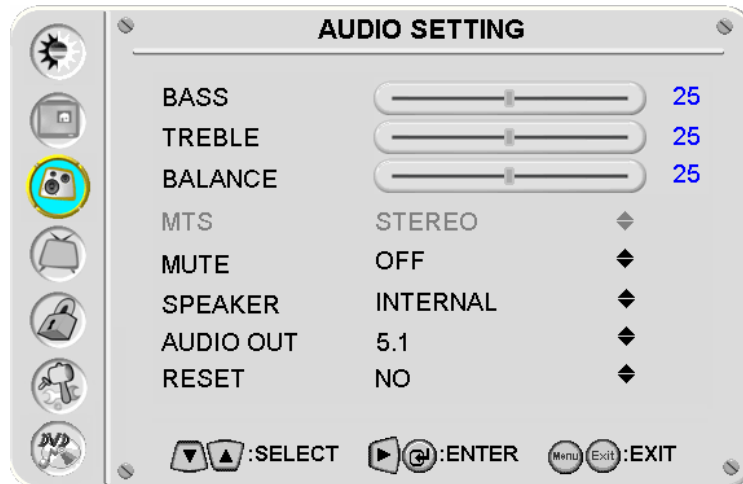 AUDIO SETTING
BASS 25
TREBLE 25
BALANCE 25
MTS STEREO
MUTE OFF
SPEAKER INTERNAL
AUDIO OUT 5.1
RESET NO
DVD
:SELECT :ENTER Menu Exit :EXIT